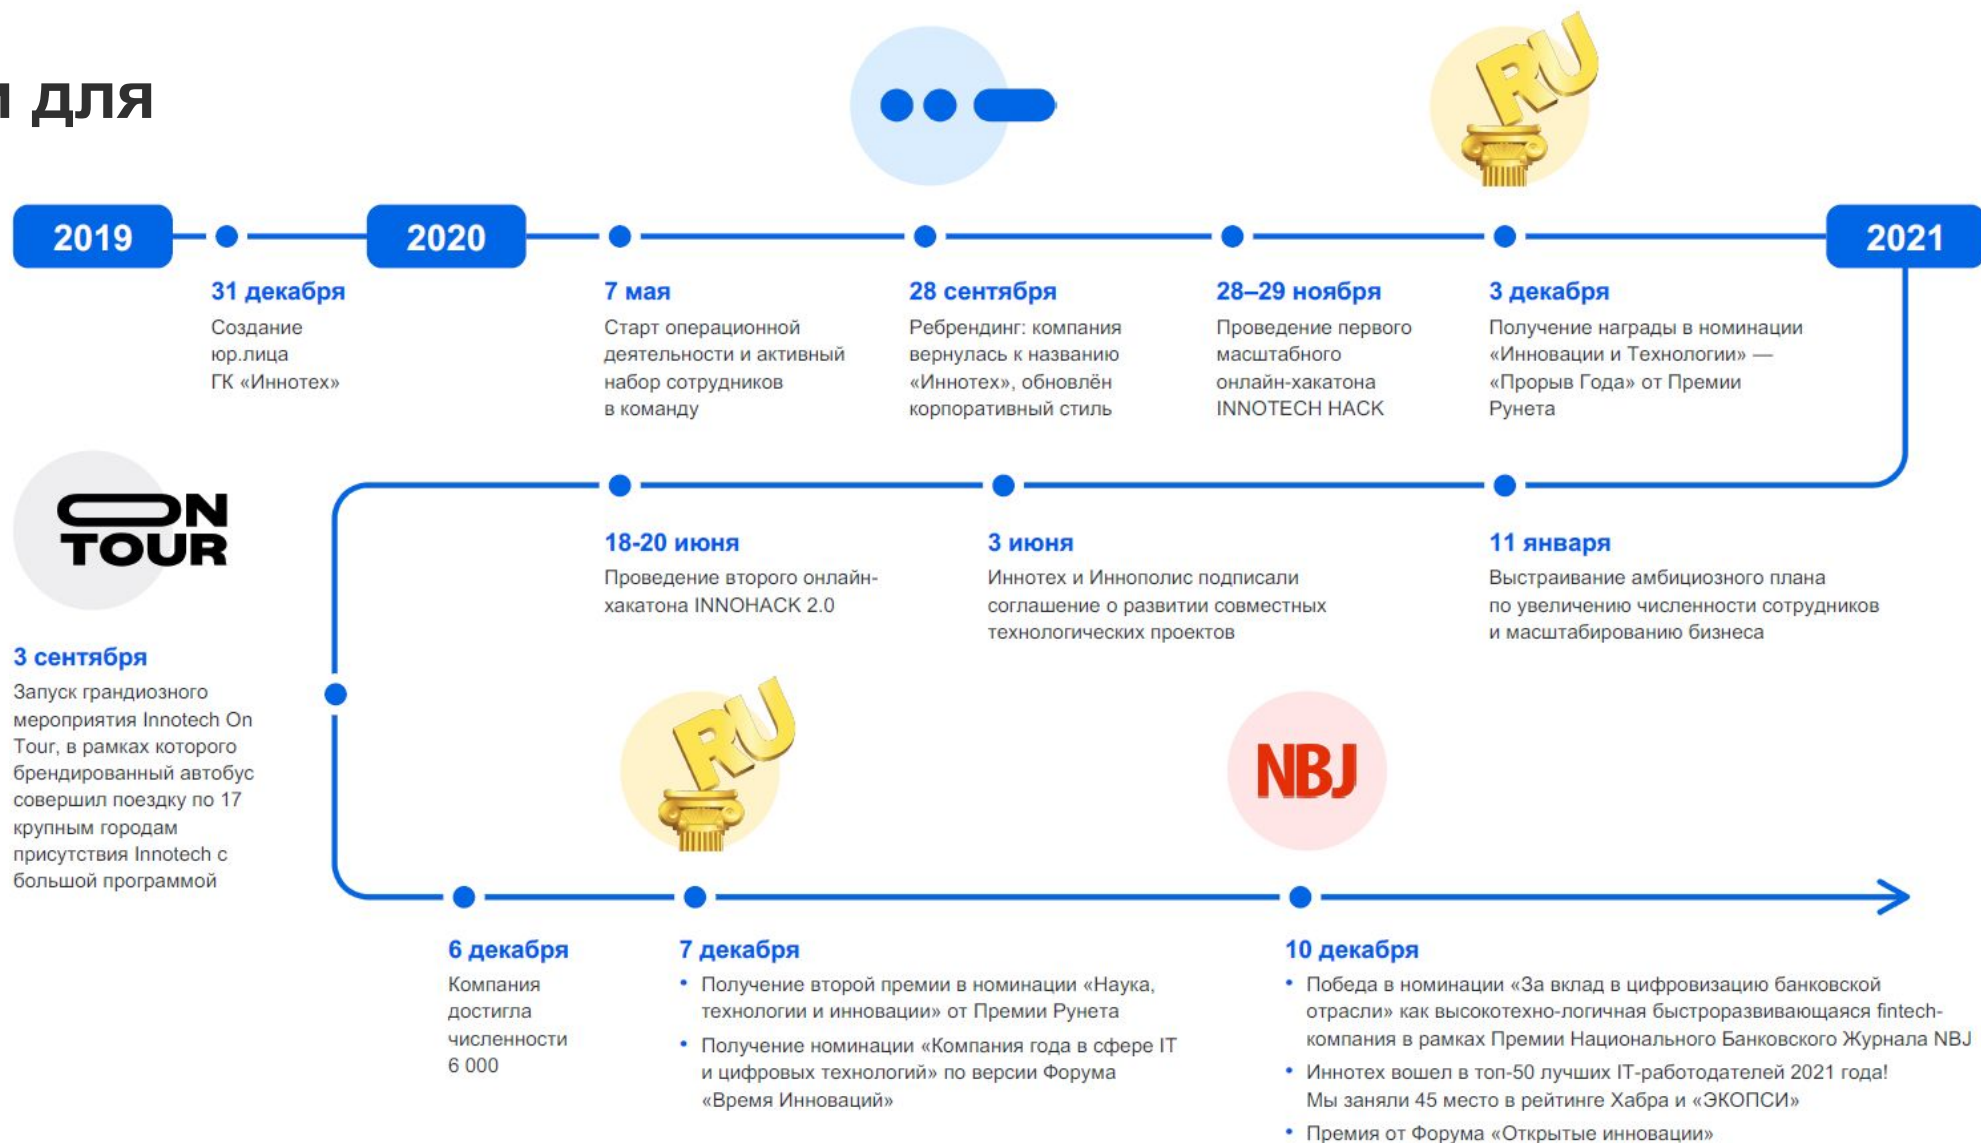 и для
RU
2019
2020
2021
31 декабря
Создание
юр.лица
ГК «Иннотех»
7 мая
Старт операционной
деятельности и активный
набор сотрудников
в команду
28 сентября
Ребрендинг: компания
вернулась к названию
«Иннотех», обновлён
корпоративный стиль
28–29 ноября
Проведение первого
масштабного
онлайн-хакатона
INNOTECH HACK
3 декабря
Получение награды в номинации
«Инновации и Технологии» —
«Прорыв Года» от Премии
Рунета
11 января
Выстраивание амбициозного плана
по увеличению численности сотрудников
и масштабированию бизнеса
3 июня
Иннотех и Иннополис подписали
соглашение о развитии совместных
технологических проектов
18-20 июня
Проведение второго онлайн-
хакатона INNOHACK 2.0
ON
TOUR
3 сентября
Запуск грандиозного
мероприятия Innotech On
Tour, в рамках которого
брендированный автобус
совершил поездку по 17
крупным городам
присутствия Innotech с
большой программой
RU
NBJ
6 декабря
Компания
достигла
численности
6 000
7 декабря
• Получение второй премии в номинации «Наука,
технологии и инновации» от Премии Рунета
• Получение номинации «Компания года в сфере IT
и цифровых технологий» по версии Форума
«Время Инноваций»
10 декабря
• Победа в номинации «За вклад в цифровизацию банковской
отрасли» как высокотехно-логичная быстроразвивающаяся fintech-
компания в рамках Премии Национального Банковского Журнала NBJ
• Иннотех вошел в топ-50 лучших IT-работодателей 2021 года!
Мы заняли 45 место в рейтинге Хабра и «ЭКОПСИ»
• Премия от Форума «Открытые инновации»